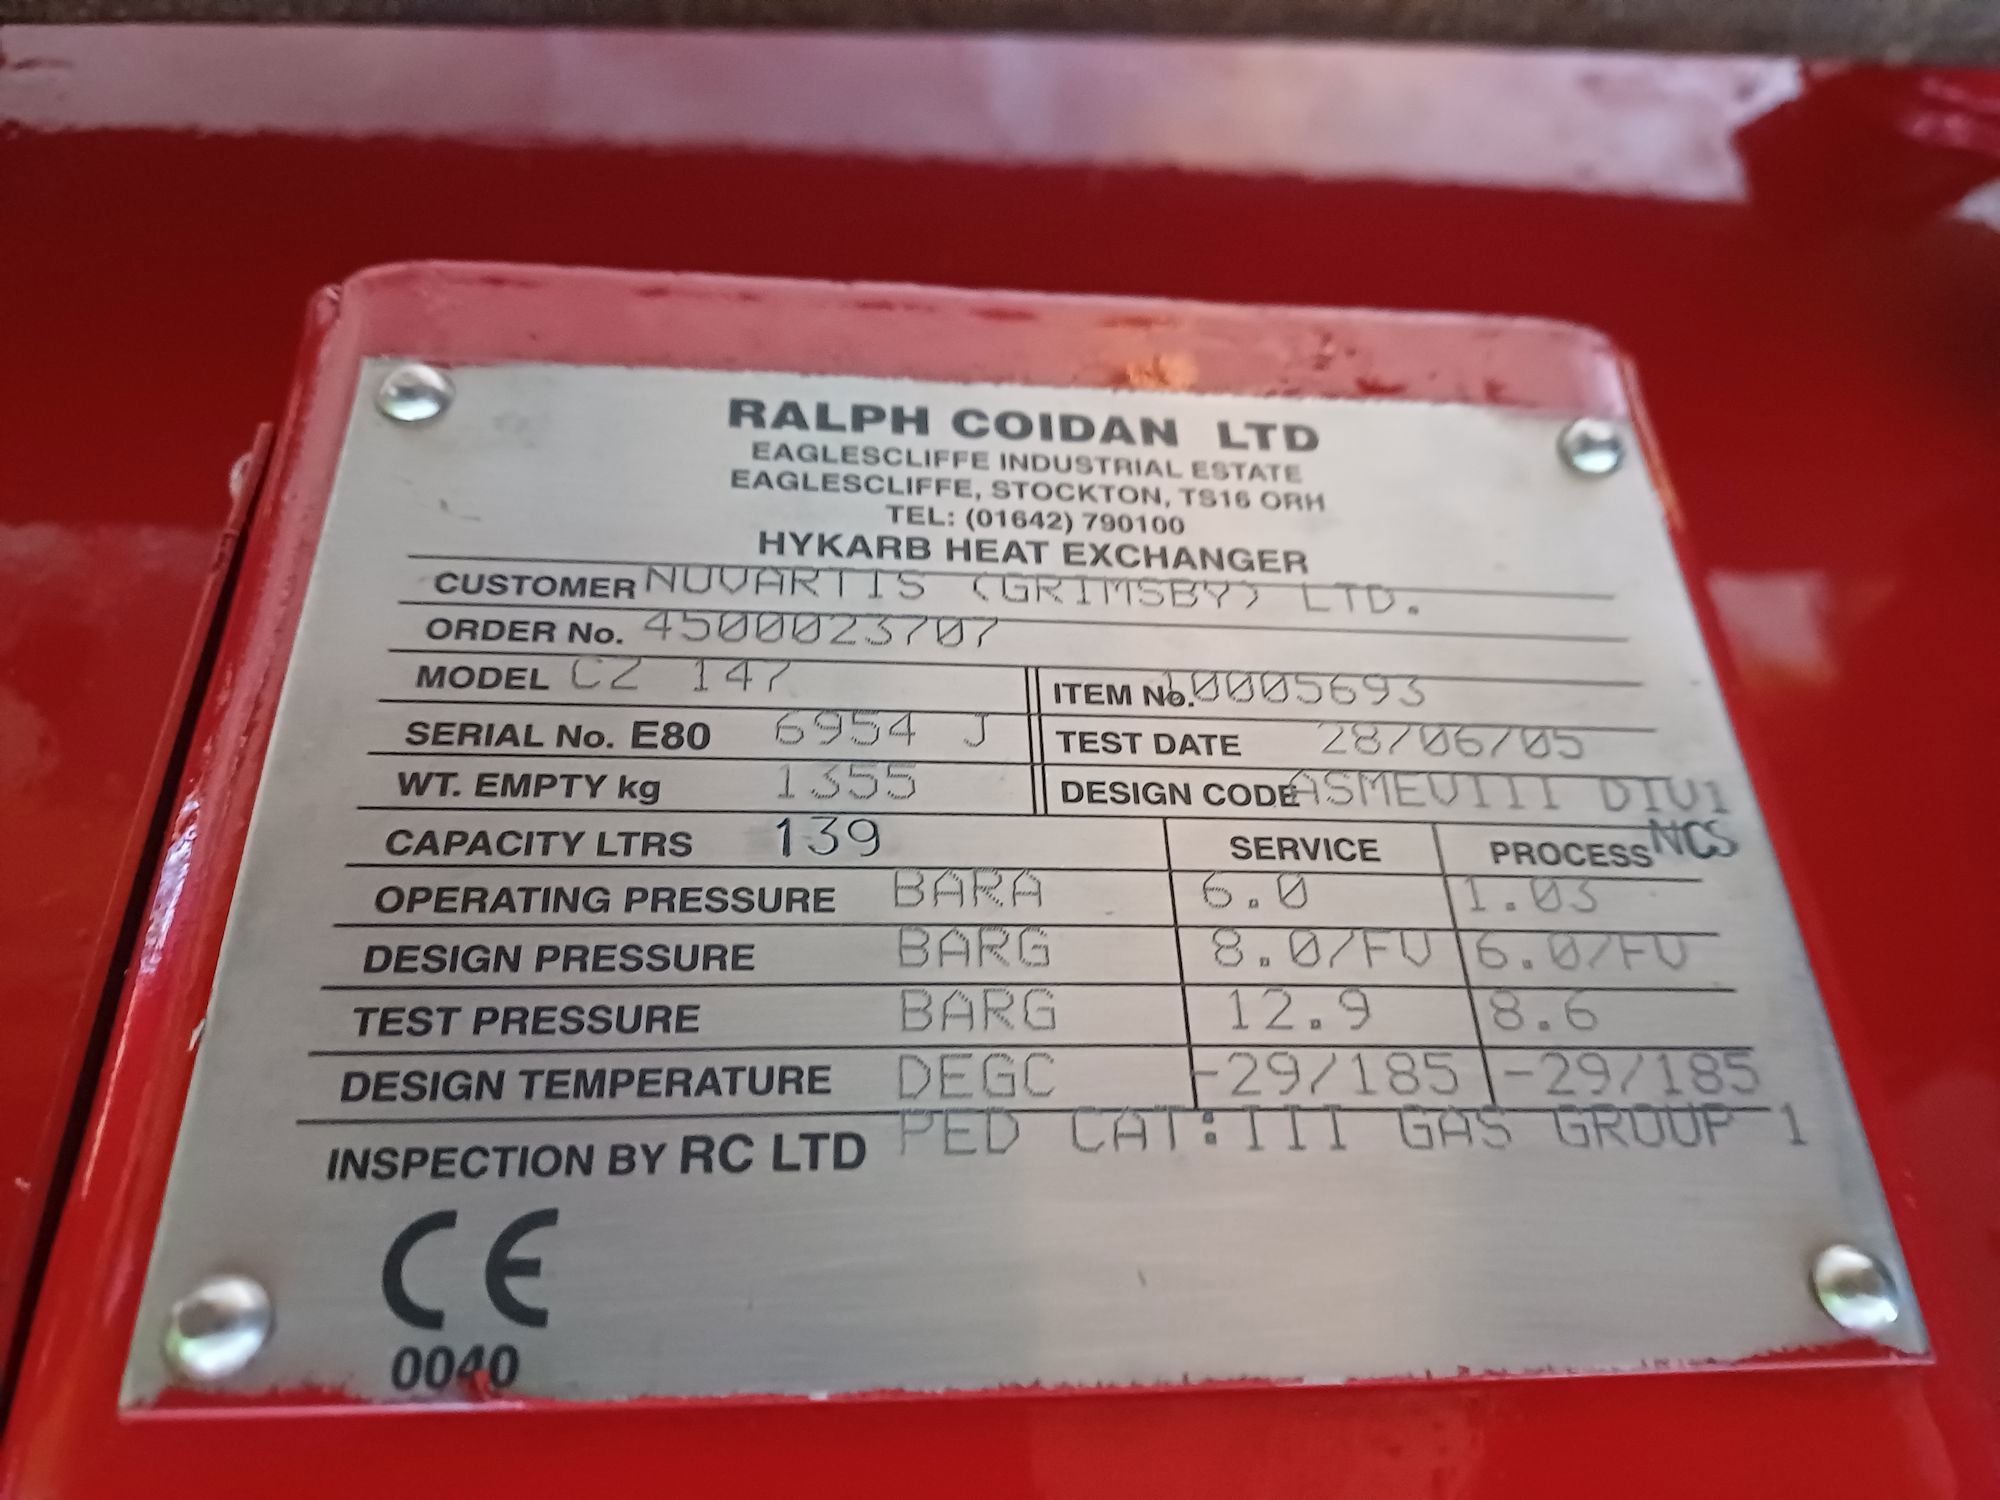 RALPH COIDAN LTD
EAGLESCLIFFE INDUSTRIAL ESTATE
EAGLESCLIFFE, STOCKTON, TS16 ORH
TEL: (01642) 790100
HYKARB HEAT EXCHANGER
CUSTOMER NOVARTIS (GRIMSBY) LTD.
ORDER No. 4500023707
MODEL CZ 147 ITEM No. 10005693
SERIAL No. E80 6954 J TEST DATE 28/06/05
WT. EMPTY kg 1355 DESIGN CODE ASMEVIII DIV1
CAPACITY LTRS 139 SERVICE PROCESS NCS
OPERATING PRESSURE BARA 6.0 1.03
DESIGN PRESSURE BARG 8.0/FV 6.0/FV
TEST PRESSURE BARG 12.9 8.6
DESIGN TEMPERATURE DEGC -29/185 -29/185
INSPECTION BY RC LTD PED CAT:III GAS GROUP 1
CE
0040